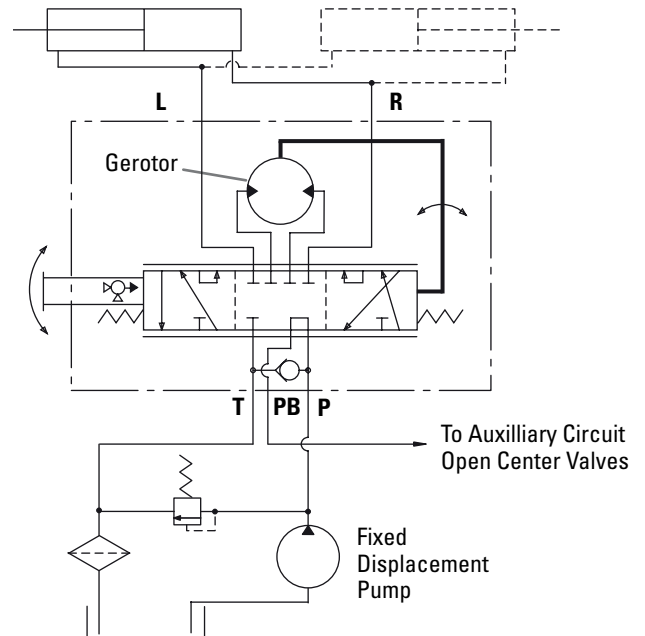 L
R
Gerotor
T
PB
P
To Auxilliary Circuit
Open Center Valves
Fixed
Displacement
Pump